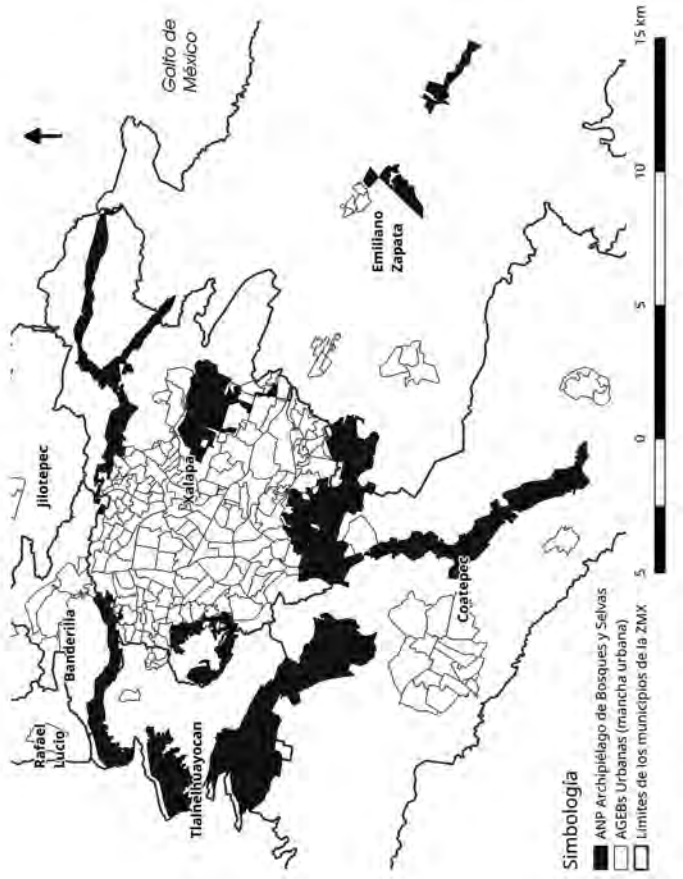 Golfo de
México
Jilotepec
Banderilla
Rafael
Lucio
Xalapa
Tlalnelhuayocan
Emiliano
Zapata
Coatepec
Simbología
ANP Archipiélago de Bosques y Selvas
AGEBs Urbanas (mancha urbana)
Límites de los municipios de la ZMX
5 0 5 10 15 km